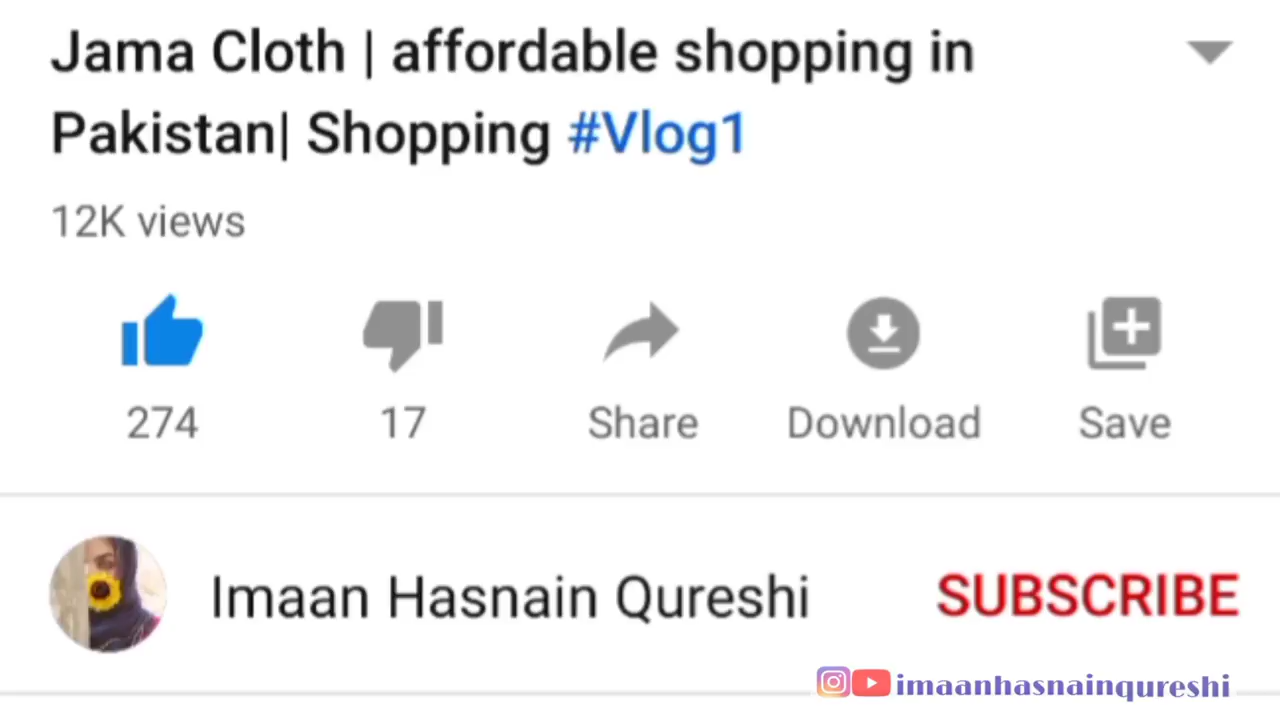 Jama Cloth | affordable shopping in
Pakistan| Shopping #Vlog1
12K views
274 17 Share Download Save
Imaan Hasnain Qureshi SUBSCRIBE
imaanhasnainqureshi